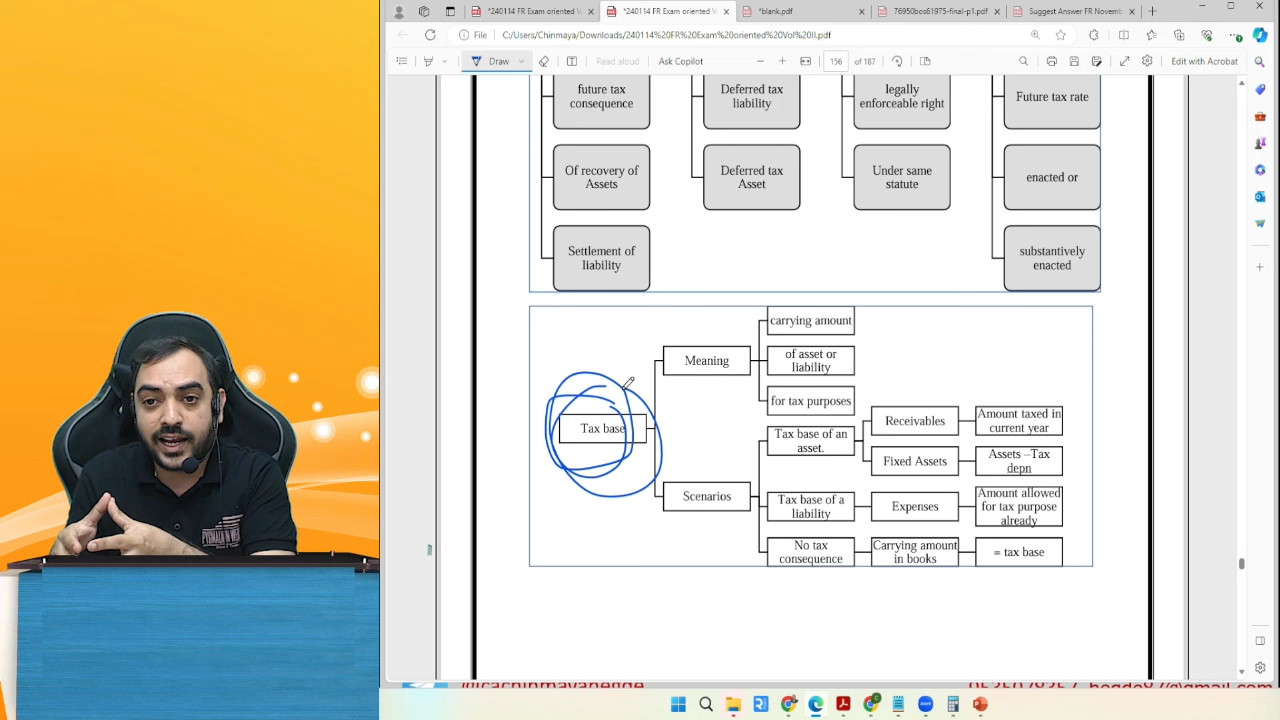 *240114 FR Exam oriented V
*240114 FR Exam oriented V
*blank.pdf
76950bos61975-final-p1.pdf
Suggest Answer FR Novemb
File
C:/Users/Chinmaya/Downloads/240114%20FR%20Exam%20oriented%20Vol%20II.pdf
Draw
Read aloud
Ask Copilot
156
of 187
Edit with Acrobat
future tax
consequence
Deferred tax
liability
legally
enforceable right
Future tax rate
Of recovery of
Assets
Deferred tax
Asset
Under same
statute
enacted or
Settlement of
liability
substantively
enacted
Tax base
Meaning
carrying amount
of asset or
liability
for tax purposes
Scenarios
Tax base of an
asset.
Receivables
Amount taxed in
current year
Fixed Assets
Assets –Tax
depn
Tax base of a
liability
Expenses
Amount allowed
for tax purpose
already
No tax
consequence
Carrying amount
in books
= tax base